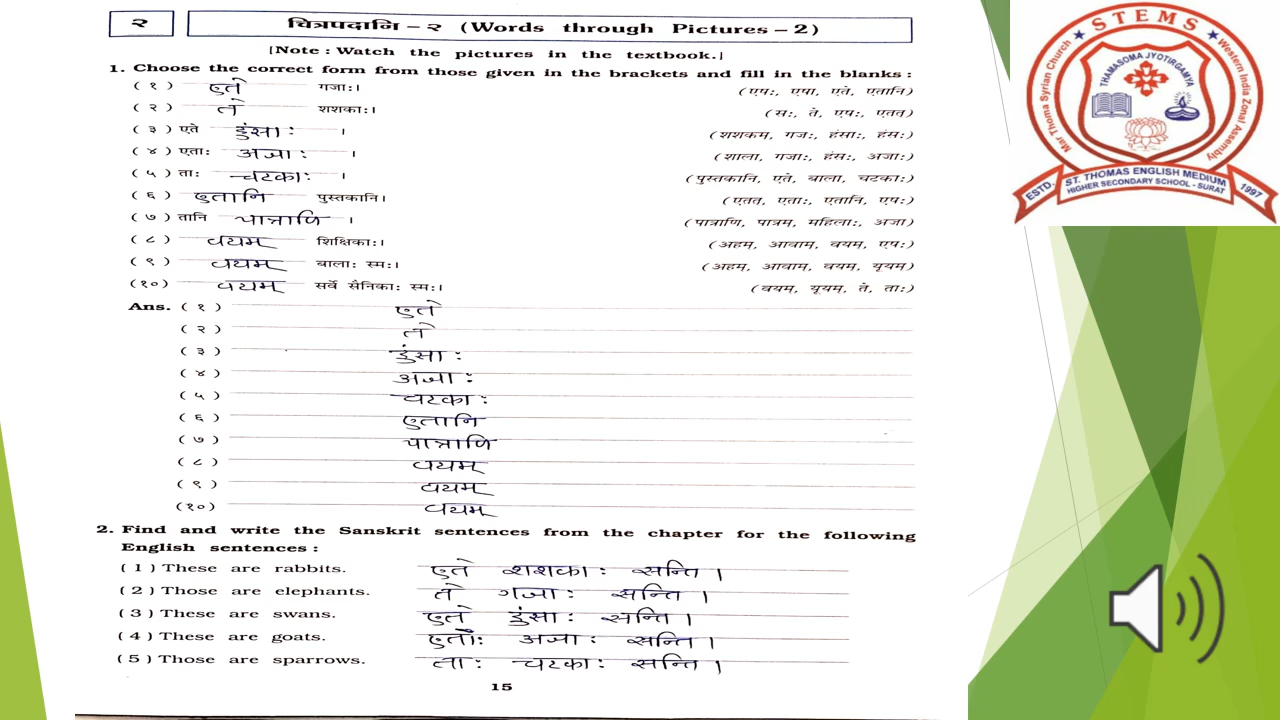 २ चित्रपदानि – २ (Words through Pictures – 2)
[Note : Watch the pictures in the textbook.]
1. Choose the correct form from those given in the brackets and fill in the blanks :
(१) एते गजाः। (एषः, एषा, एते, एतानि)
(२) ते शशकाः। (सः, ते, एषः, एतत्)
(३) एते हंसाः । (शशकम्, गजः, हंसाः, हंसः)
(४) एताः अजाः । (शाला, गजाः, हंसः, अजाः)
(५) ताः चटकाः । (पुस्तकानि, एते, बाला, चटकाः)
(६) एतानि पुस्तकानि। (एतत्, एताः, एतानि, एषः)
(७) तानि पात्राणि । (पात्राणि, पात्रम्, महिलाः, अजा)
(८) वयम् शिक्षिकाः। (अहम्, आवाम्, वयम्, एषः)
(९) वयम् बालाः स्मः। (अहम्, आवाम्, वयम्, यूयम्)
(१०) वयम् सर्वे सैनिकाः स्मः। (वयम्, यूयम्, ते, ताः)
Ans. (१) एते
(२) ते
(३) हंसाः
(४) अजाः
(५) चटकाः
(६) एतानि
(७) पात्राणि
(८) वयम्
(९) वयम्
(१०) वयम्
2. Find and write the Sanskrit sentences from the chapter for the following
English sentences :
(1) These are rabbits. एते शशकाः सन्ति।
(2) Those are elephants. ते गजाः सन्ति।
(3) These are swans. एते हंसाः सन्ति।
(4) These are goats. एताः अजाः सन्ति।
(5) Those are sparrows. ताः चटकाः सन्ति।
15
★ STEMS ★
Mar Thoma Syrian Church
Western India Zonal Assembly
THAMASOMA JYOTIRGAMYA
ESTD. ST. THOMAS ENGLISH MEDIUM 1997
HIGHER SECONDARY SCHOOL - SURAT